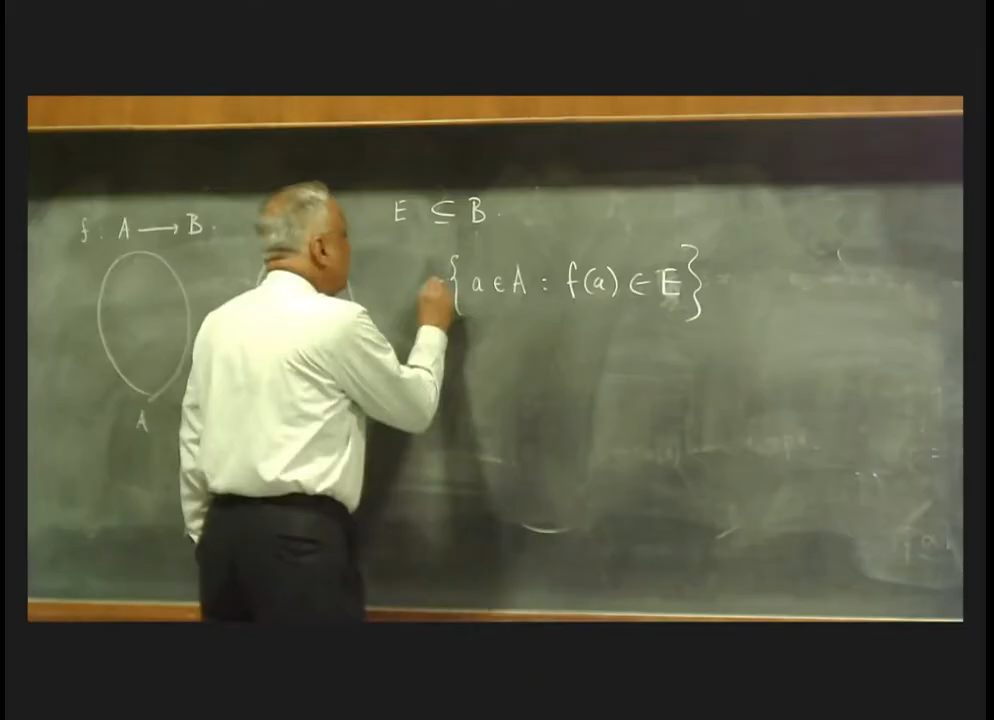 f : A ⟶ B.
E ⊆ B.
{ a ∈ A : f(a) ∈ E }
A